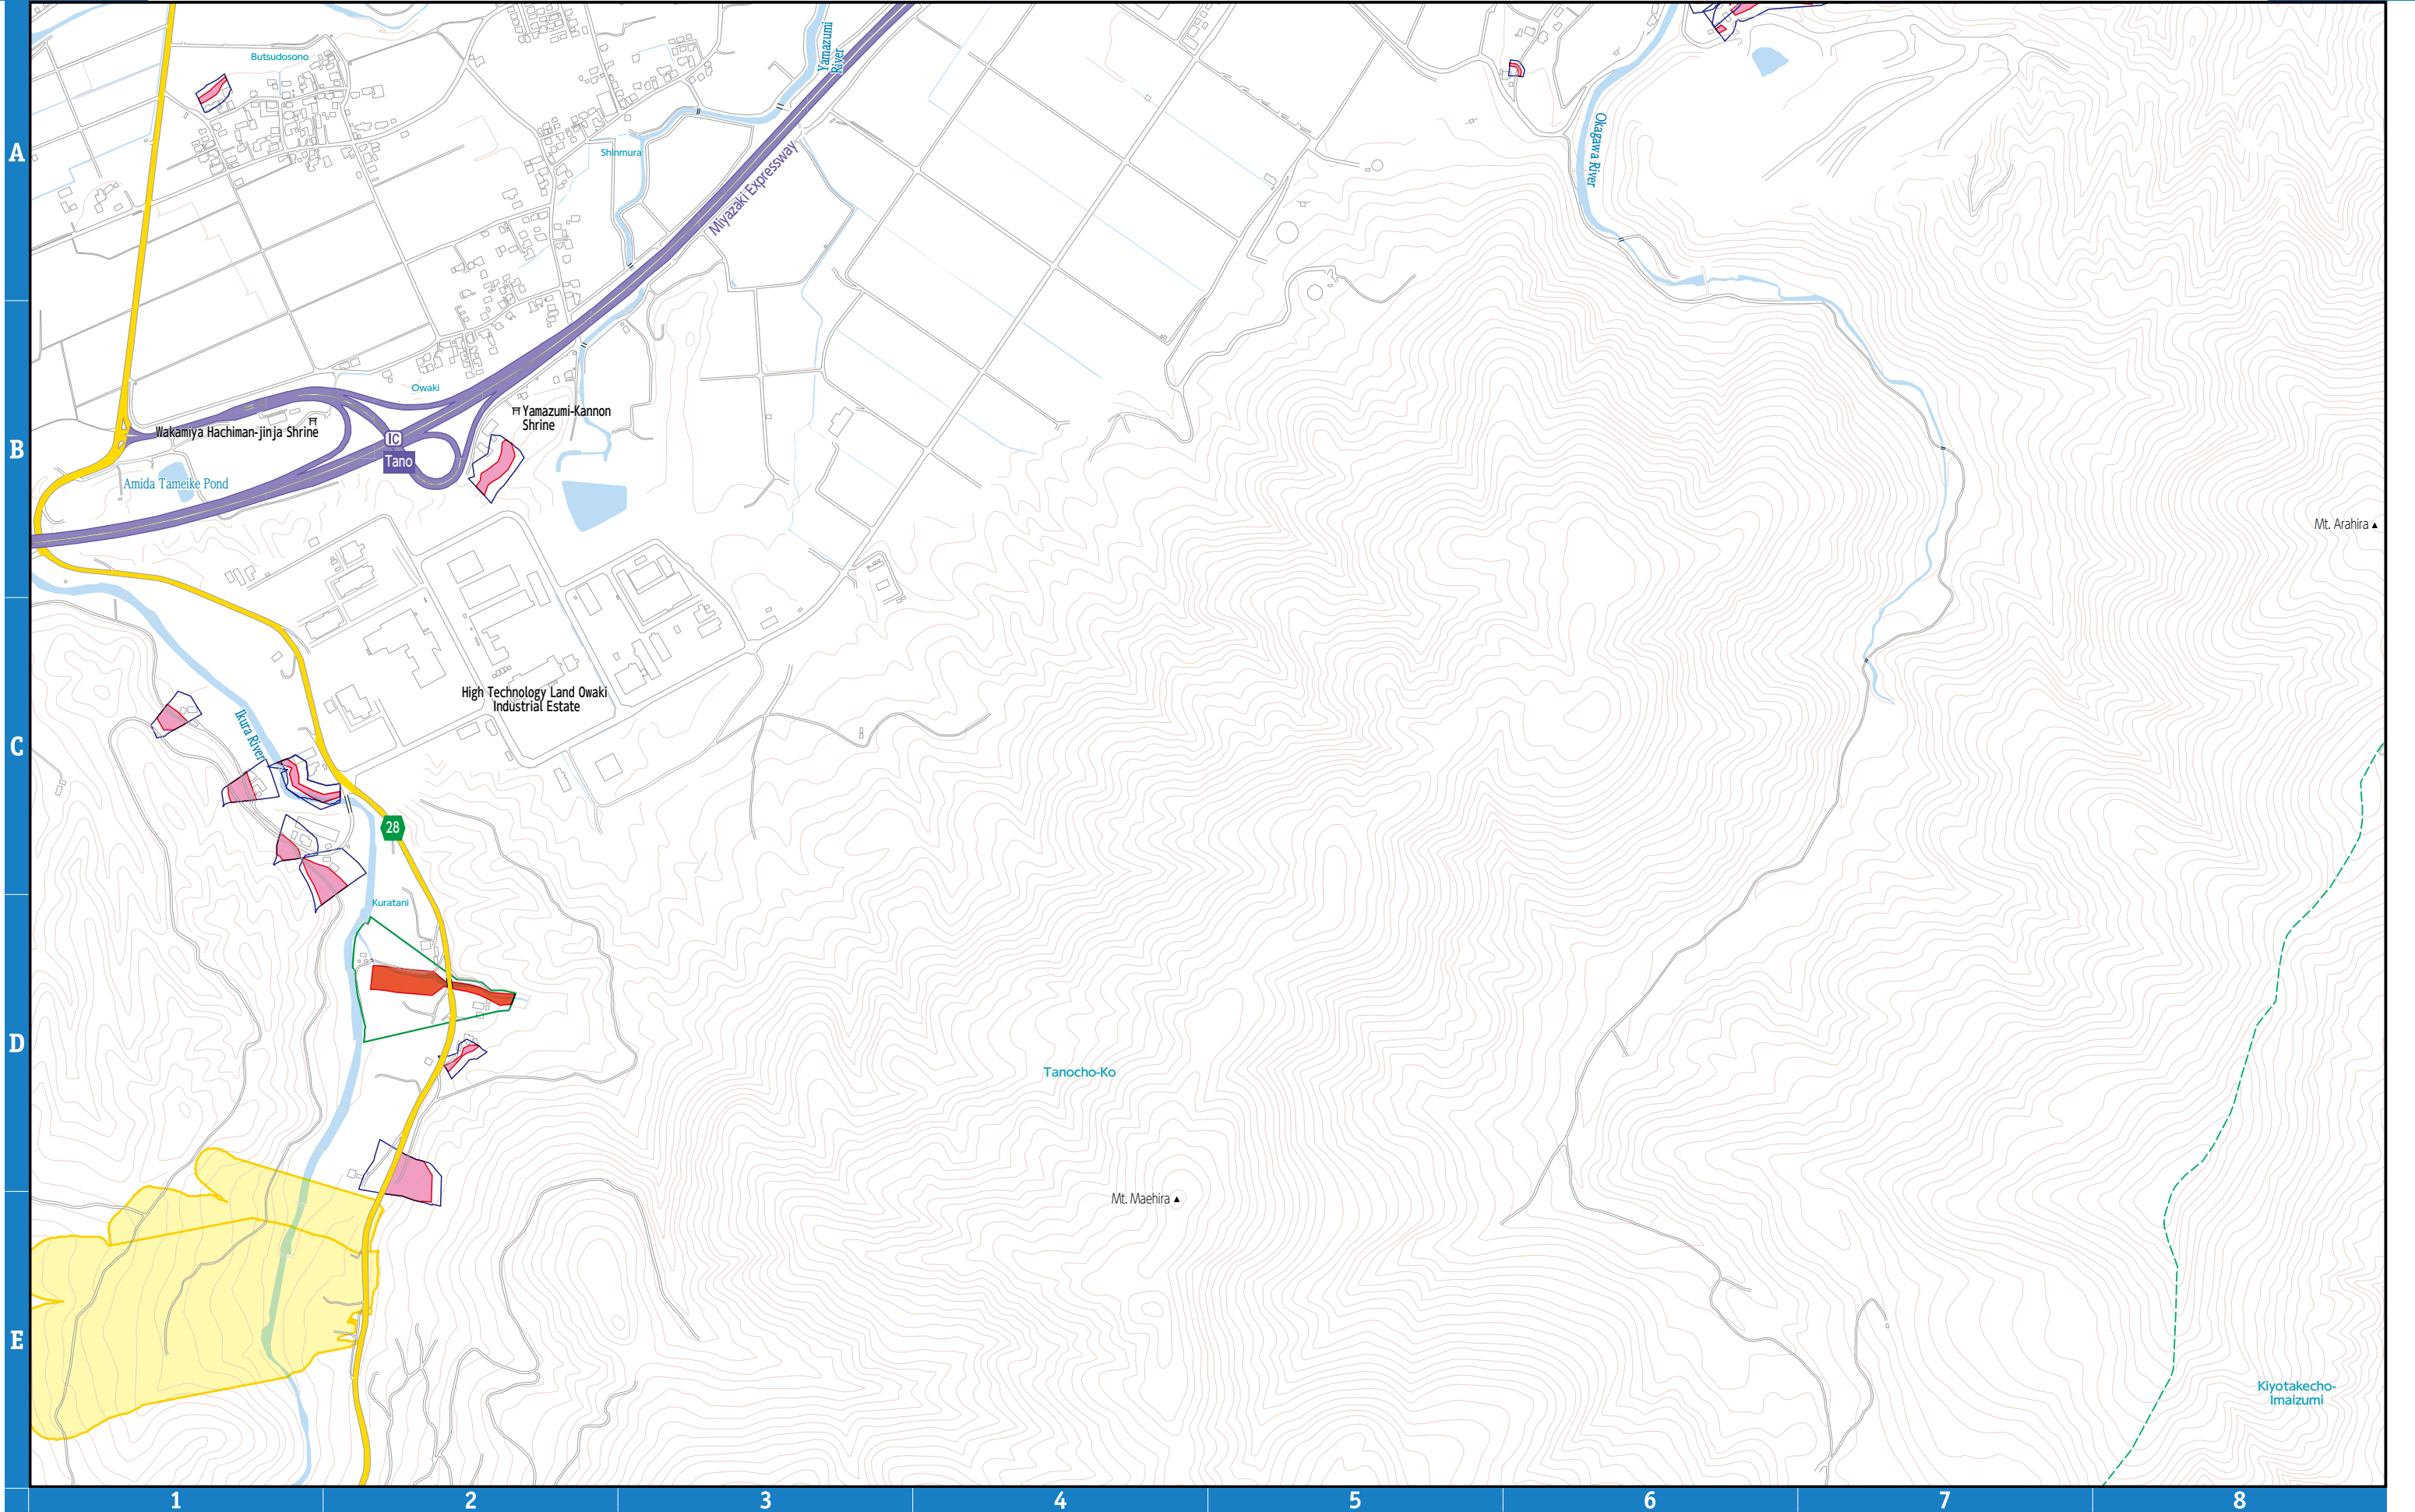 Butsudosono
Yamazumi
River
A
Shinmura
Miyazaki Expressway
Okagawa River
Owaki
Yamazumi-Kannon
Shrine
Wakamiya Hachiman-jinja Shrine
IC
Tano
B
Amida Tameike Pond
Mt. Arahira
High Technology Land Owaki
Industrial Estate
Ikura River
C
28
Kuratani
D
Tanocho-Ko
Mt. Maehira
E
Kiyotakecho-
Imaizumi
1 2 3 4 5 6 7 8